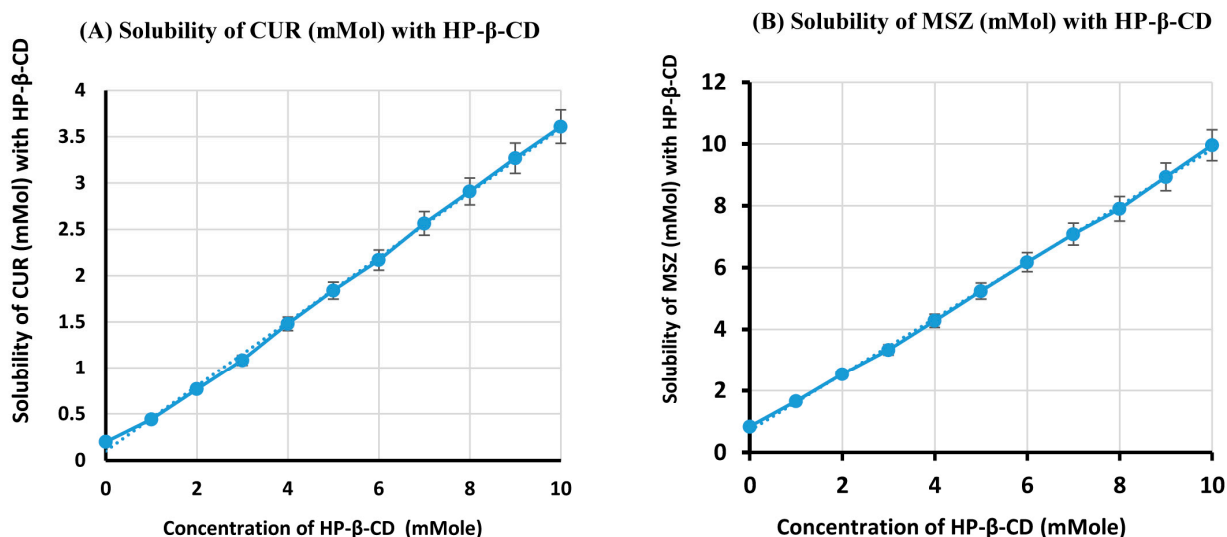 (A) Solubility of CUR (mMol) with HP-β-CD
Solubility of CUR (mMol) with HP-β-CD
4
3.5
3
2.5
2
1.5
1
0.5
0
0 2 4 6 8 10
Concentration of HP-β-CD (mMole)
(B) Solubility of MSZ (mMol) with HP-β-CD
Solubility of MSZ (mMol) with HP-β-CD
12
10
8
6
4
2
0
0 2 4 6 8 10
Concentration of HP-β-CD (mMole)